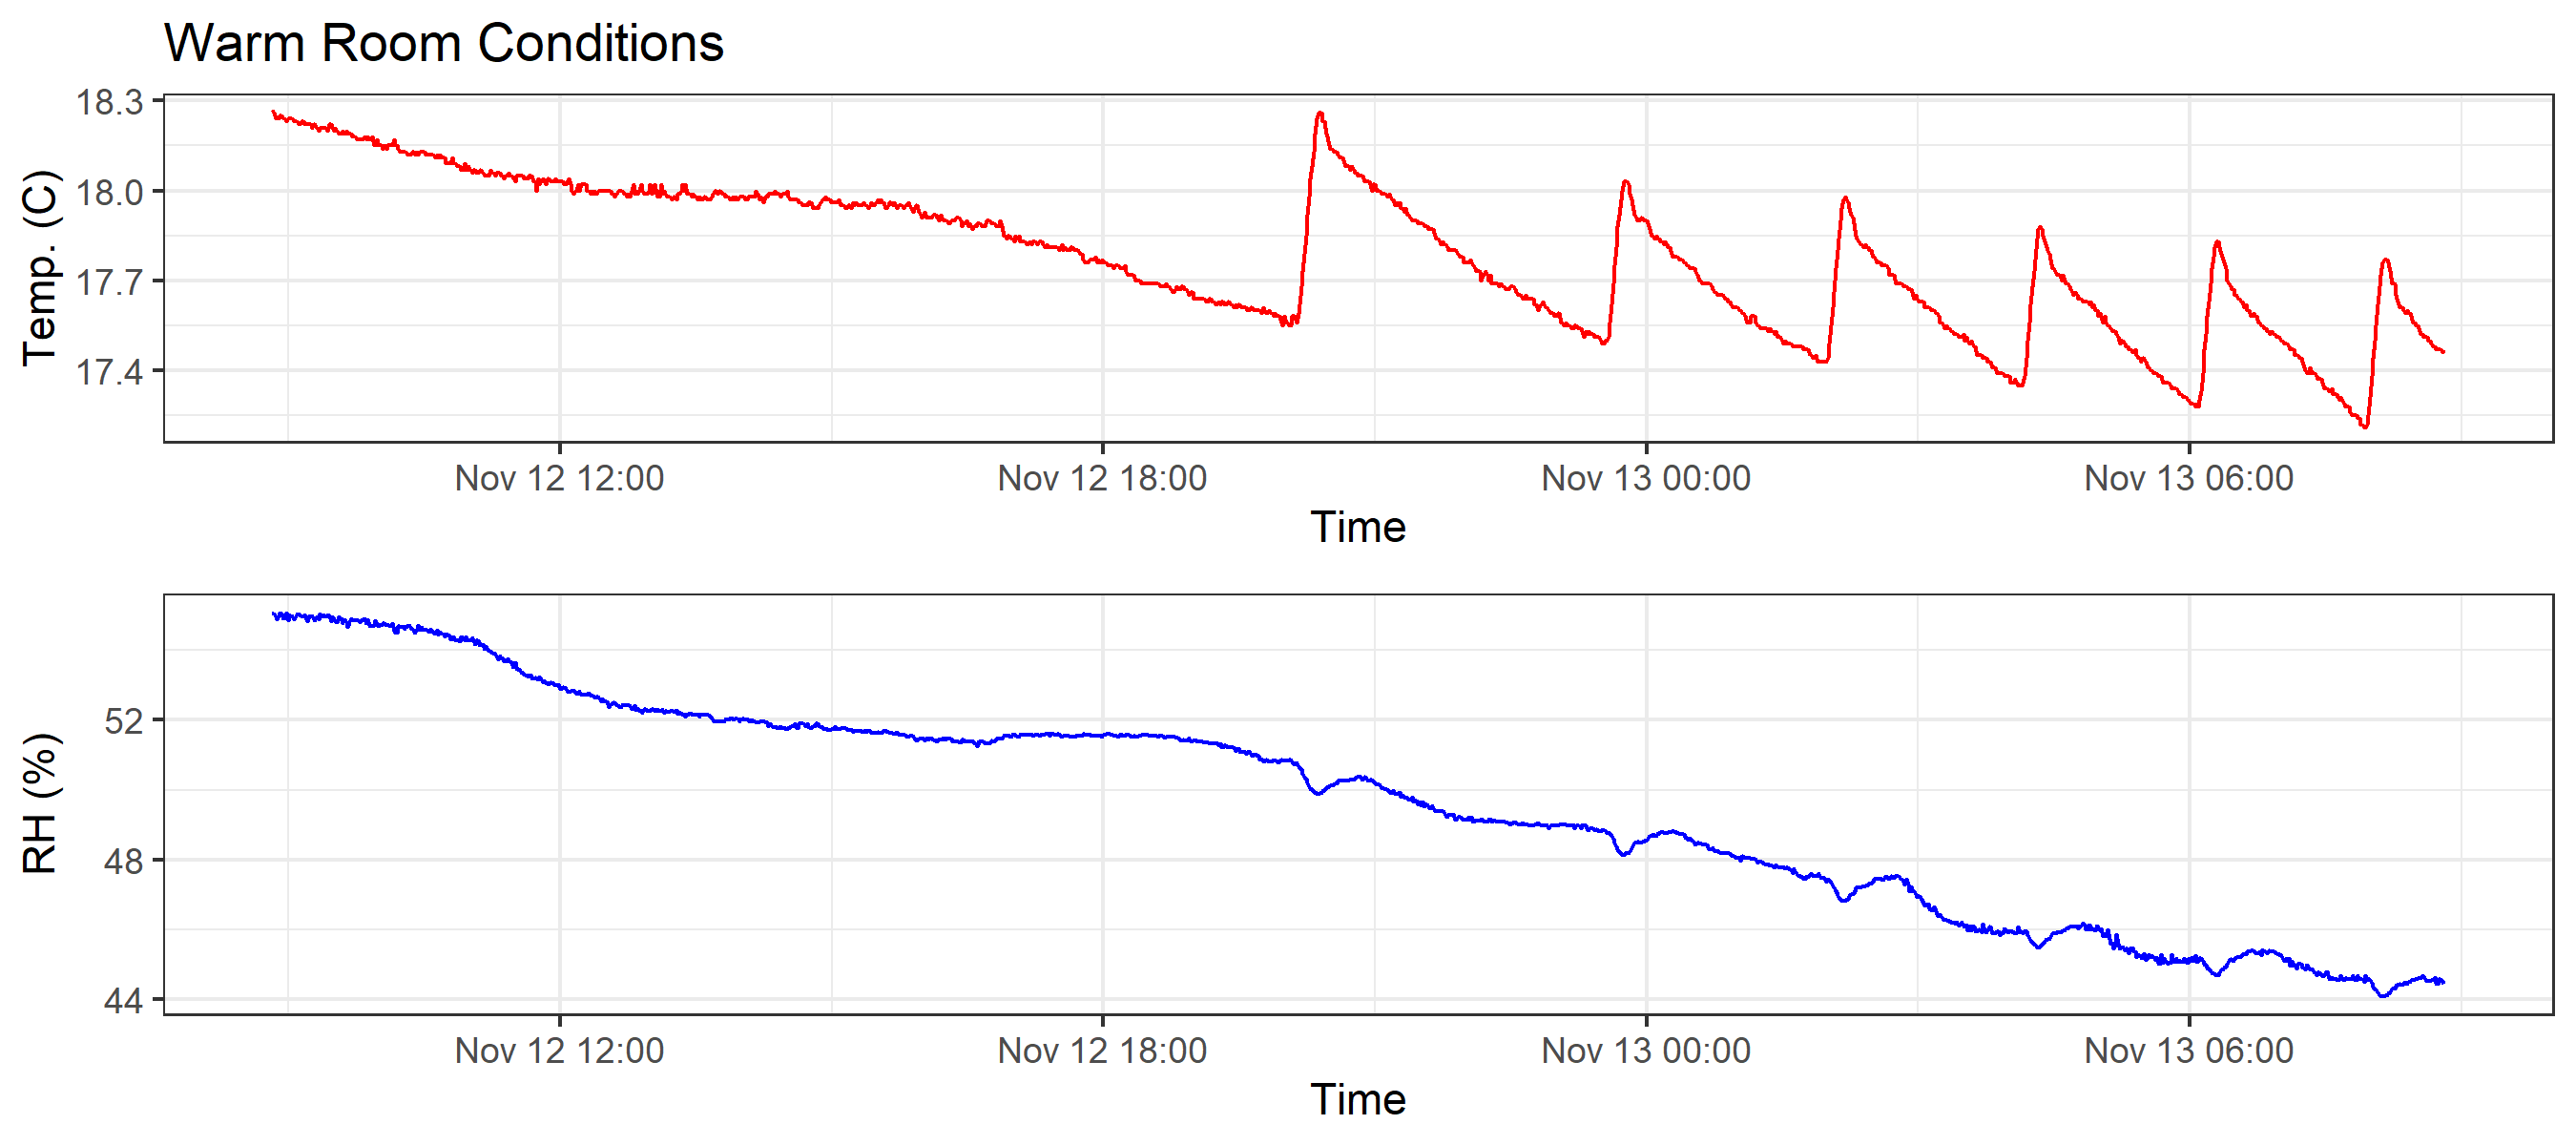 Warm Room Conditions
18.3
18.0
17.7
17.4
Temp. (C)
Nov 12 12:00 Nov 12 18:00 Nov 13 00:00 Nov 13 06:00
Time
52
48
44
RH (%)
Nov 12 12:00 Nov 12 18:00 Nov 13 00:00 Nov 13 06:00
Time